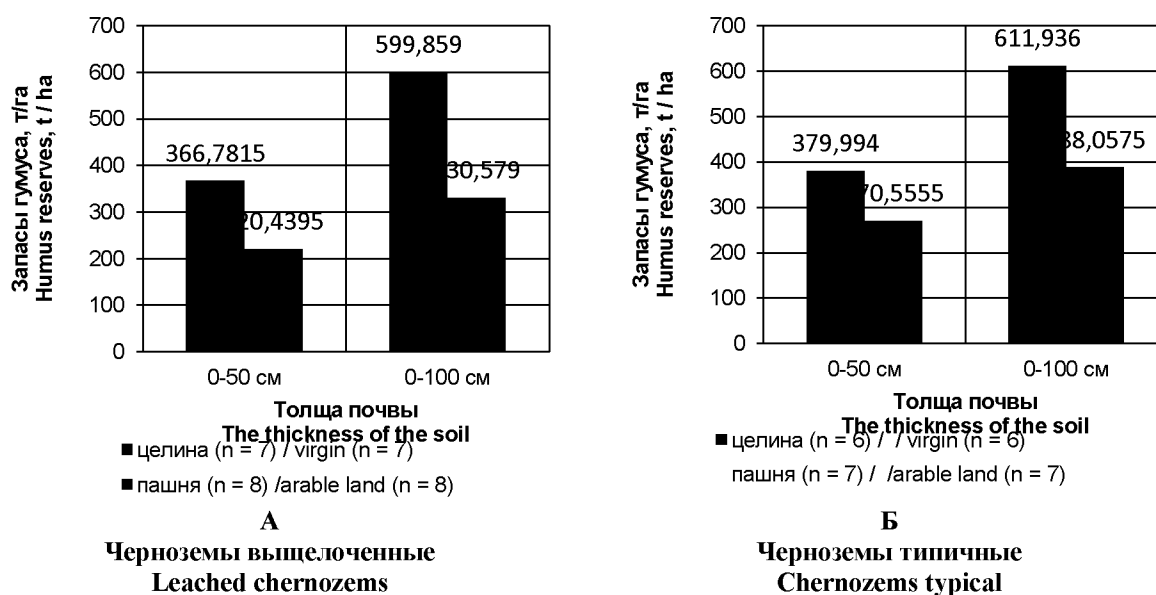 Запасы гумуса, т/га
Humus reserves, t / ha
700
600
500
400
300
200
100
0
366,7815
20,4395
599,859
30,579
0-50 см
0-100 см
Толща почвы
The thickness of the soil
целина (n = 7) / virgin (n = 7)
пашня (n = 8) /arable land (n = 8)
А
Черноземы выщелоченные
Leached chernozems
Запасы гумуса, т/га
Humus reserves, t / ha
700
600
500
400
300
200
100
0
379,994
70,5555
611,936
88,0575
0-50 см
0-100 см
Толща почвы
The thickness of the soil
целина (n = 6) / / virgin (n = 6)
пашня (n = 7) / /arable land (n = 7)
Б
Черноземы типичные
Chernozems typical